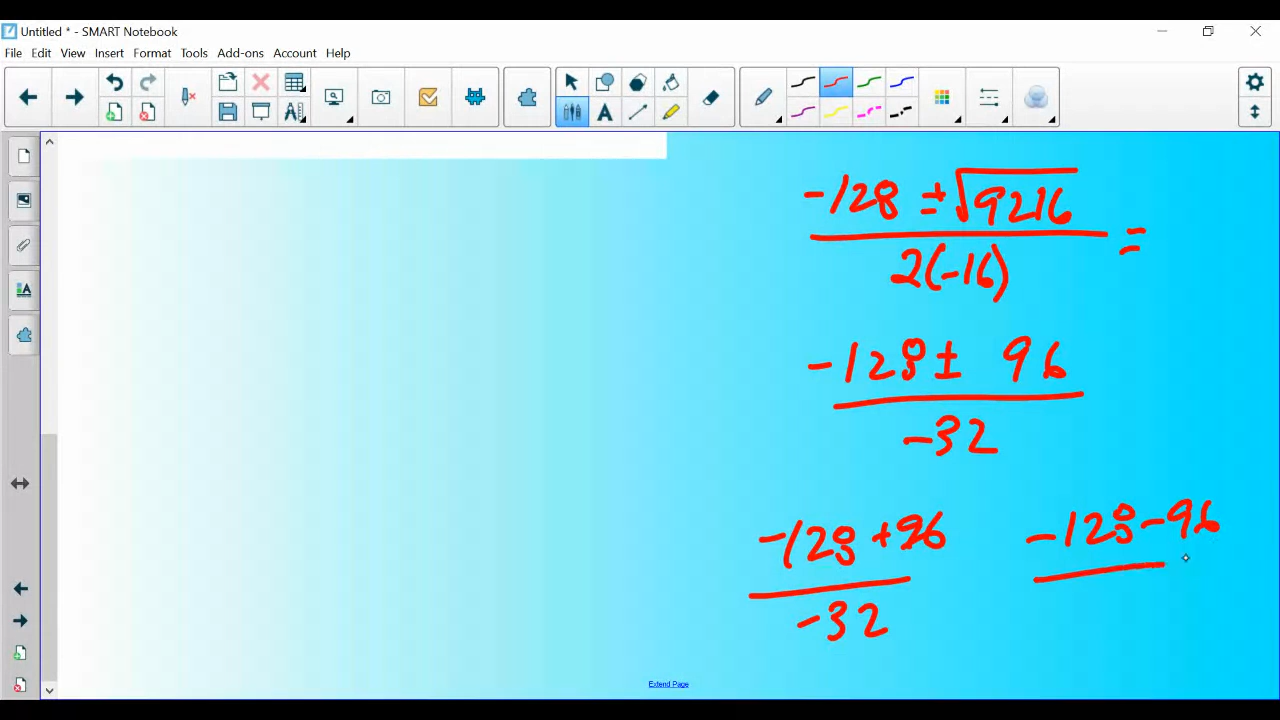 Untitled * - SMART Notebook
File Edit View Insert Format Tools Add-ons Account Help
-128 ± √9216
2(-16)
=
-128 ± 96
-32
-128 + 96
-32
-128 - 96
Extend Page